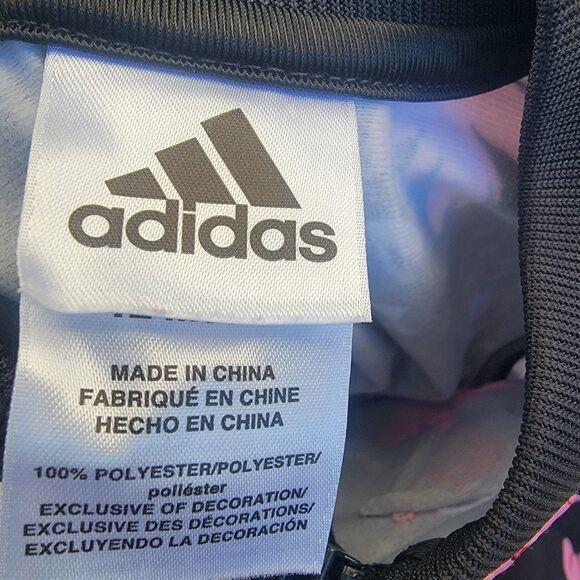 adidas
MADE IN CHINA
FABRIQUÉ EN CHINE
HECHO EN CHINA
100% POLYESTER/POLYESTER/
poliéster
EXCLUSIVE OF DECORATION/
EXCLUSIVE DES DÉCORATIONS/
EXCLUYENDO LA DECORACIÓN